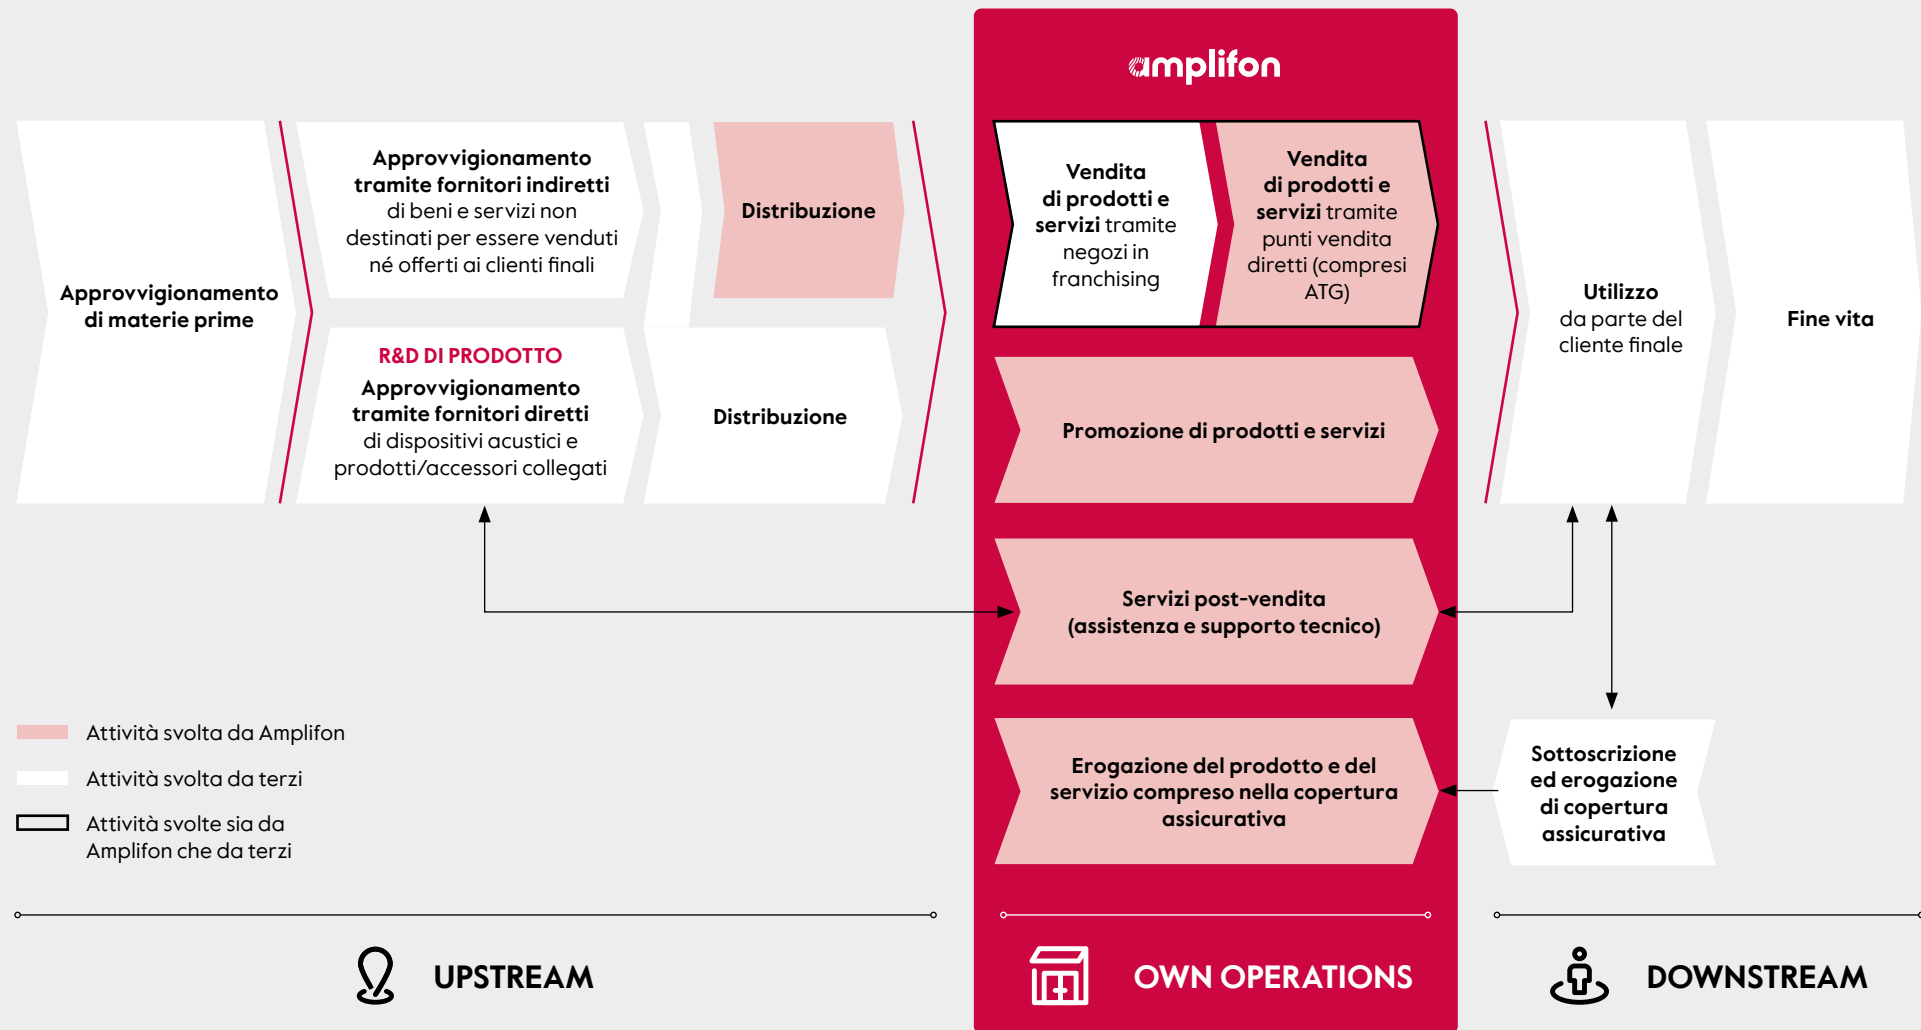 amplifon
Approvvigionamento
di materie prime
Approvvigionamento
tramite fornitori indiretti
di beni e servizi non
destinati per essere venduti
né offerti ai clienti finali
Distribuzione
R&D DI PRODOTTO
Approvvigionamento
tramite fornitori diretti
di dispositivi acustici e
prodotti/accessori collegati
Distribuzione
Vendita
di prodotti e
servizi tramite
negozi in
franchising
Vendita
di prodotti e
servizi tramite
punti vendita
diretti (compresi
ATG)
Promozione di prodotti e servizi
Servizi post-vendita
(assistenza e supporto tecnico)
Erogazione del prodotto e del
servizio compreso nella copertura
assicurativa
Utilizzo
da parte del
cliente finale
Fine vita
Sottoscrizione
ed erogazione
di copertura
assicurativa
Attività svolta da Amplifon
Attività svolta da terzi
Attività svolte sia da
Amplifon che da terzi
UPSTREAM
OWN OPERATIONS
DOWNSTREAM